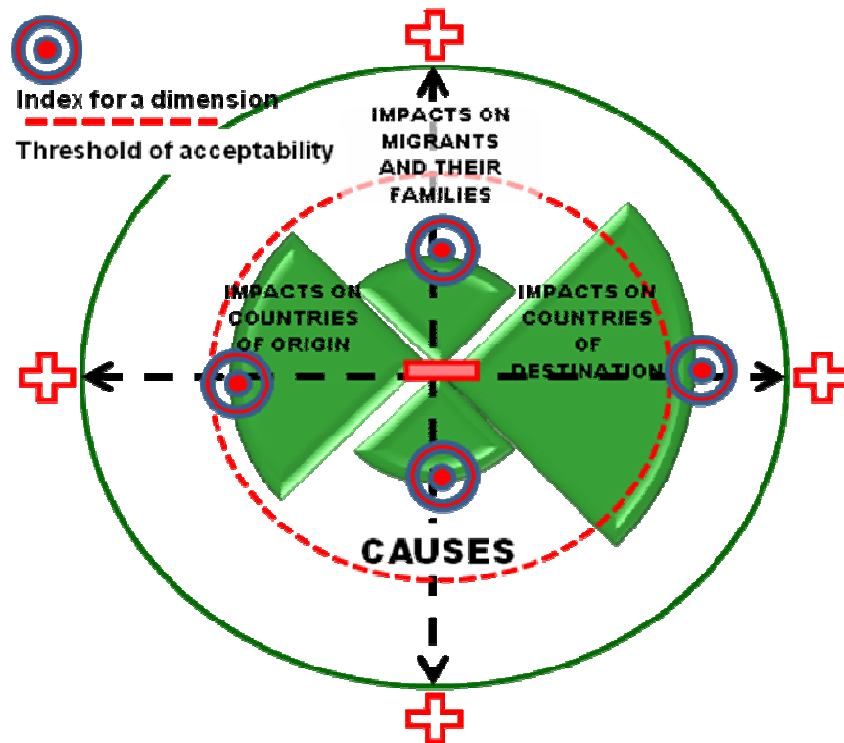 Index for a dimension
Threshold of acceptability
IMPACTS ON
MIGRANTS
AND THEIR
FAMILIES
IMPACTS ON
COUNTRIES
OF ORIGIN
IMPACTS ON
COUNTRIES
OF
DESTINATION
CAUSES